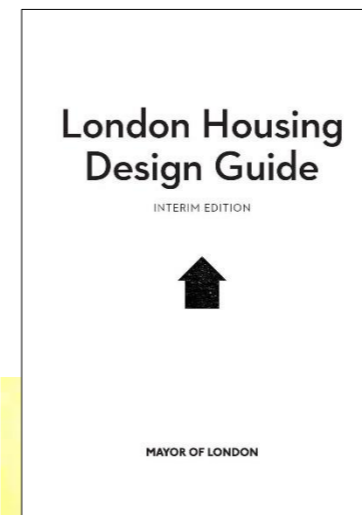 London Housing
Design Guide
INTERIM EDITION
MAYOR OF LONDON